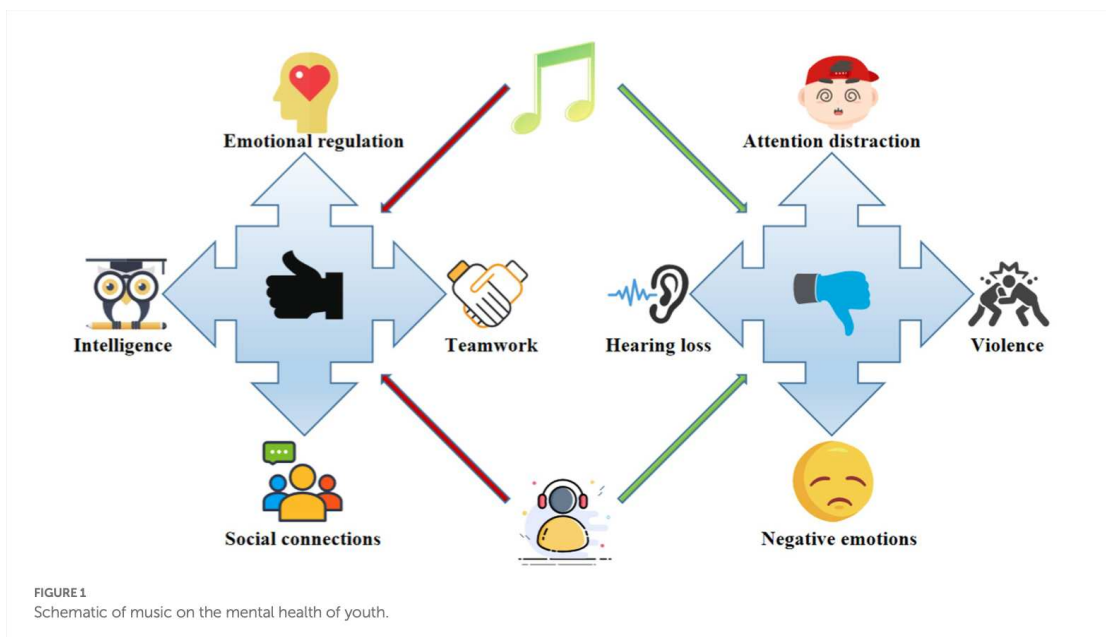 Emotional regulation
Attention distraction
Intelligence
Teamwork
Hearing loss
Violence
Social connections
Negative emotions
FIGURE 1
Schematic of music on the mental health of youth.